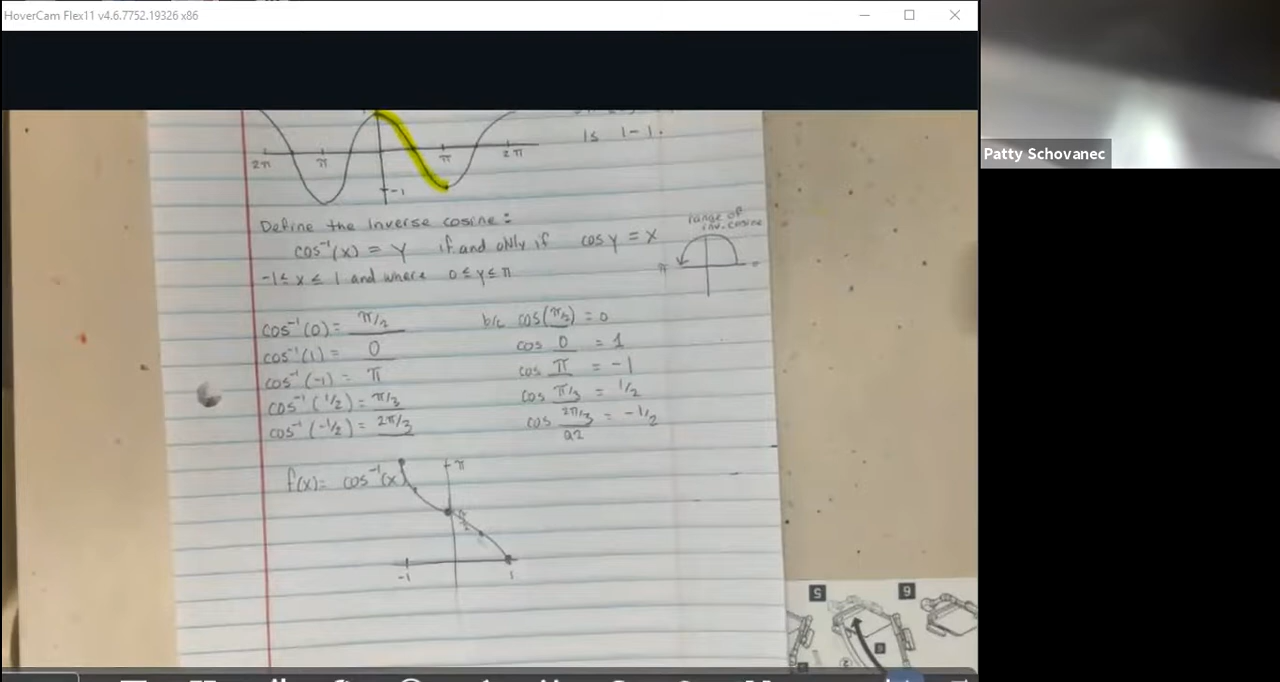 HoverCam Flex11 v4.6.7752.19326 x86
Patty Schovanec
is 1-1.
2π π π 2π
-1
Define the Inverse cosine:
range of
inv. cosine
cos⁻¹(x) = y if and only if cos y = x
-1 ≤ x ≤ 1 and where 0 ≤ y ≤ π
π
cos⁻¹(0) = π/2 b/c cos(π/2) = 0
cos⁻¹(1) = 0 cos 0 = 1
cos⁻¹(-1) = π cos π = -1
cos⁻¹(1/2) = π/3 cos π/3 = 1/2
cos⁻¹(-1/2) = 2π/3 cos 2π/3 = -1/2
Q2
f(x) = cos⁻¹(x) π
π/2
-1 1
5 6